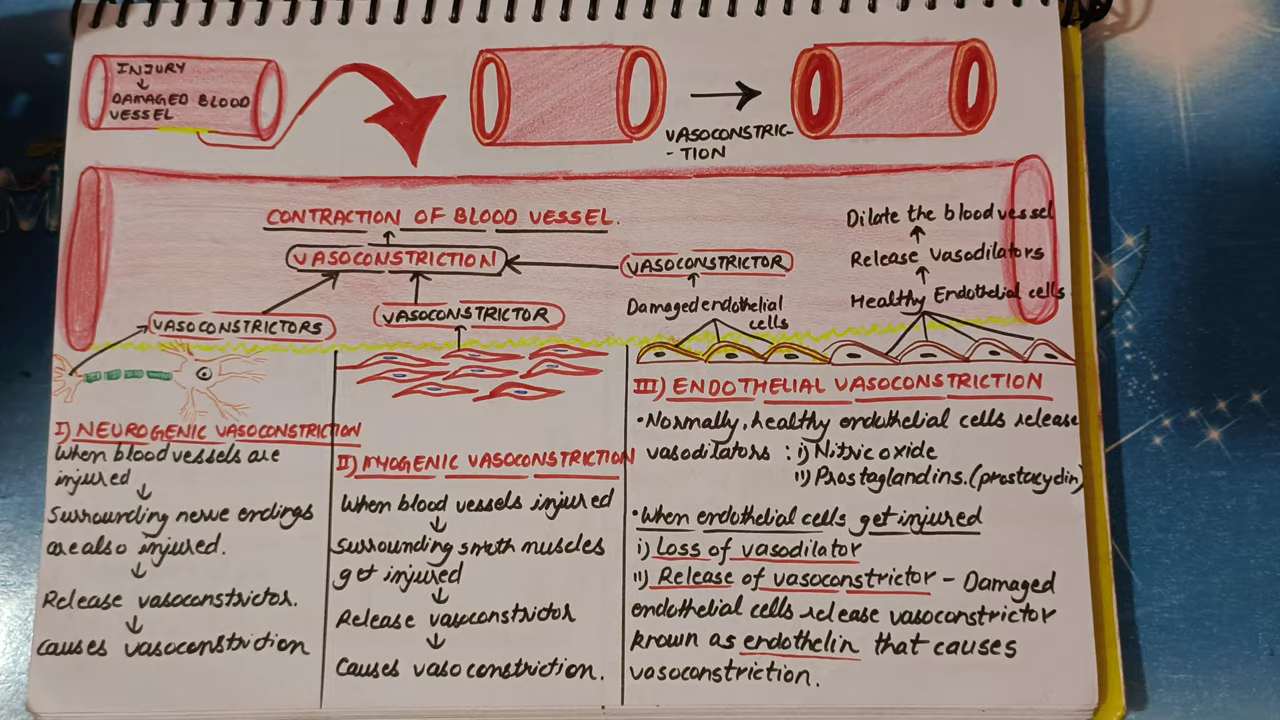 INJURY
↓
DAMAGED BLOOD
VESSEL
VASOCONSTRIC-
-TION
CONTRACTION OF BLOOD VESSEL.
VASOCONSTRICTION
VASOCONSTRICTORS
VASOCONSTRICTOR
VASOCONSTRICTOR
Damaged endothelial
cells
Dilate the blood vessel
Release vasodilators
Healthy Endothelial cells
I) NEUROGENIC VASOCONSTRICTION
When blood vessels are
injured
↓
Surrounding nerve endings
are also injured.
↓
Release vasoconstrictor.
↓
Causes vasoconstriction
II) MYOGENIC VASOCONSTRICTION
When blood vessels injured
↓
Surrounding smoth muscles
get injured
↓
Release vasoconstrictor
↓
Causes vasoconstriction.
III) ENDOTHELIAL VASOCONSTRICTION
•Normally, healthy endothelial cells release
vasodilators : i) Nitric oxide
ii) Prostaglandins.(prostacyclin)
•When endothelial cells get injured
i) Loss of vasodilator
ii) Release of vasoconstrictor - Damaged
endothelial cells release vasoconstrictor
known as endothelin that causes
vasoconstriction.